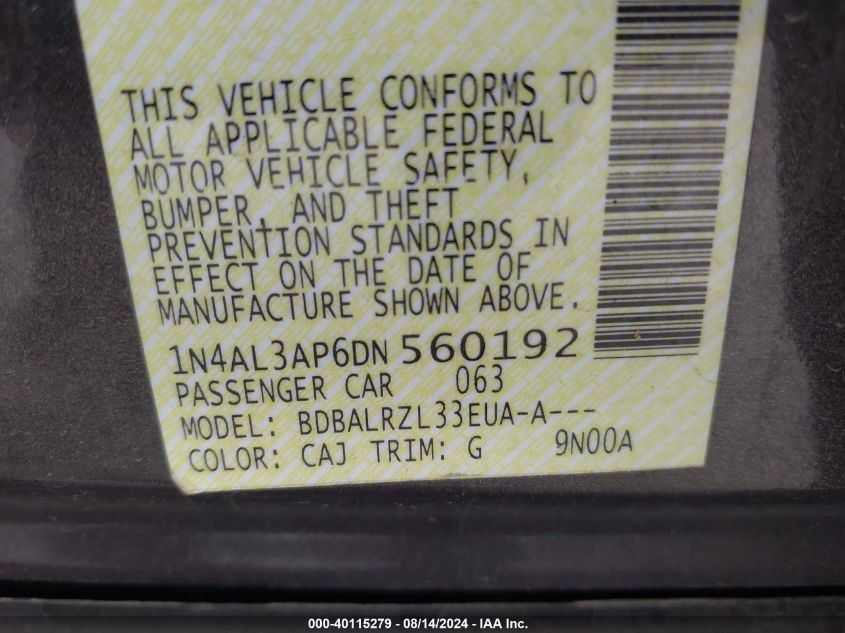 THIS VEHICLE CONFORMS TO
ALL APPLICABLE FEDERAL
MOTOR VEHICLE SAFETY,
BUMPER, AND THEFT
PREVENTION STANDARDS IN
EFFECT ON THE DATE OF
MANUFACTURE SHOWN ABOVE.
1N4AL3AP6DN 560192
PASSENGER CAR 063
MODEL: BDBALRZL33EUA-A---
COLOR: CAJ TRIM: G 9N00A
000-40115279 - 08/14/2024 - IAA Inc.